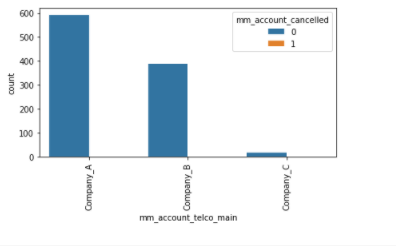 600
500
400
300
200
100
0
count
mm_account_cancelled
0
1
Company_A
Company_B
Company_C
mm_account_telco_main